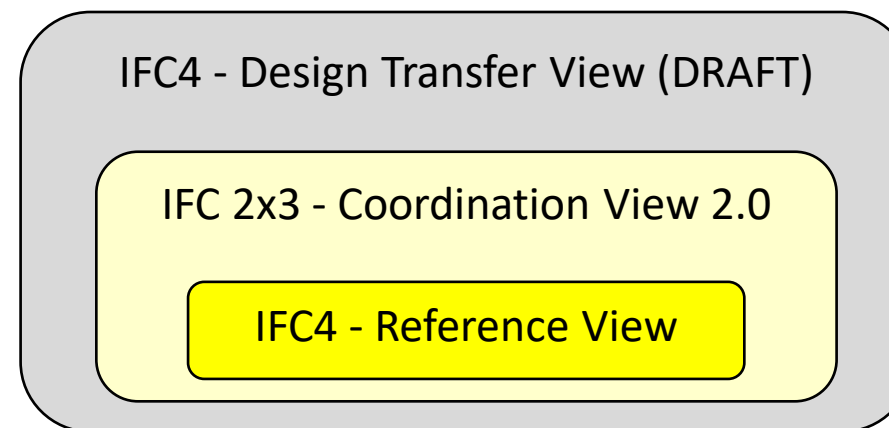 IFC4 - Design Transfer View (DRAFT)
IFC 2x3 - Coordination View 2.0
IFC4 - Reference View